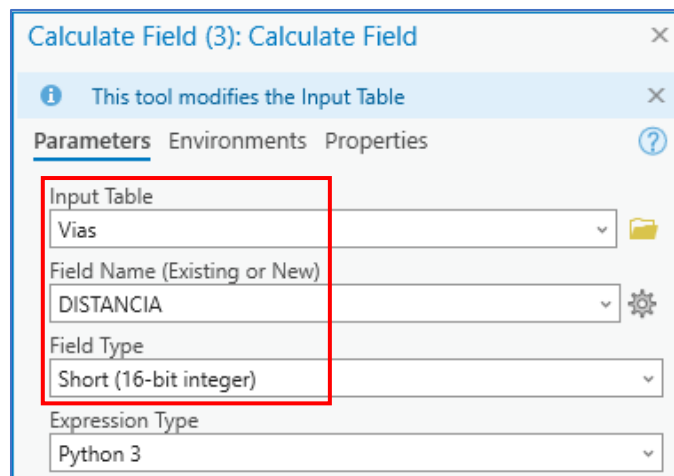 Calculate Field (3): Calculate Field
This tool modifies the Input Table
Parameters Environments Properties
Input Table
Vias
Field Name (Existing or New)
DISTANCIA
Field Type
Short (16-bit integer)
Expression Type
Python 3